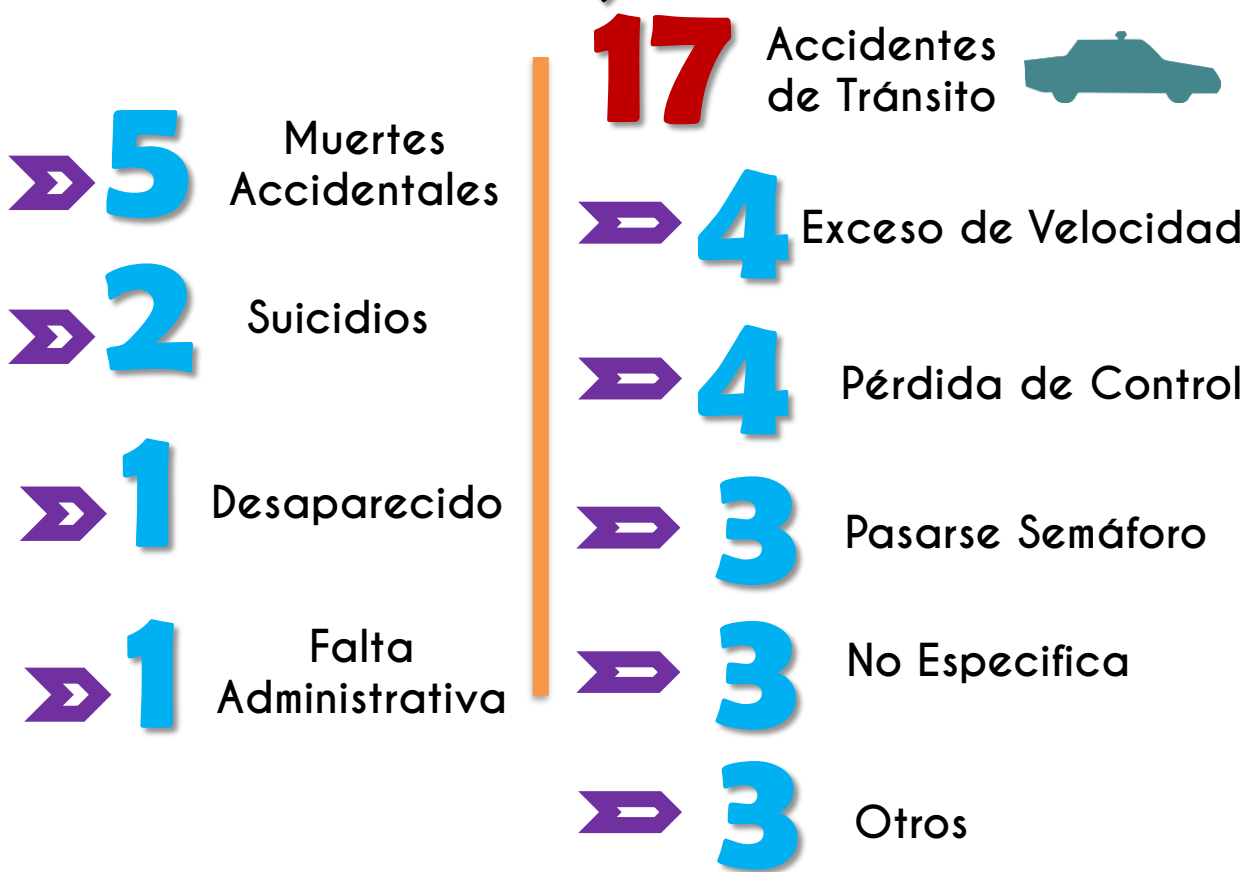 5
Muertes
Accidentales
2
Suicidios
1
Desaparecido
1
Falta
Administrativa
17
Accidentes
de Tránsito
4
Exceso de Velocidad
4
Pérdida de Control
3
Pasarse Semáforo
3
No Especifica
3
Otros